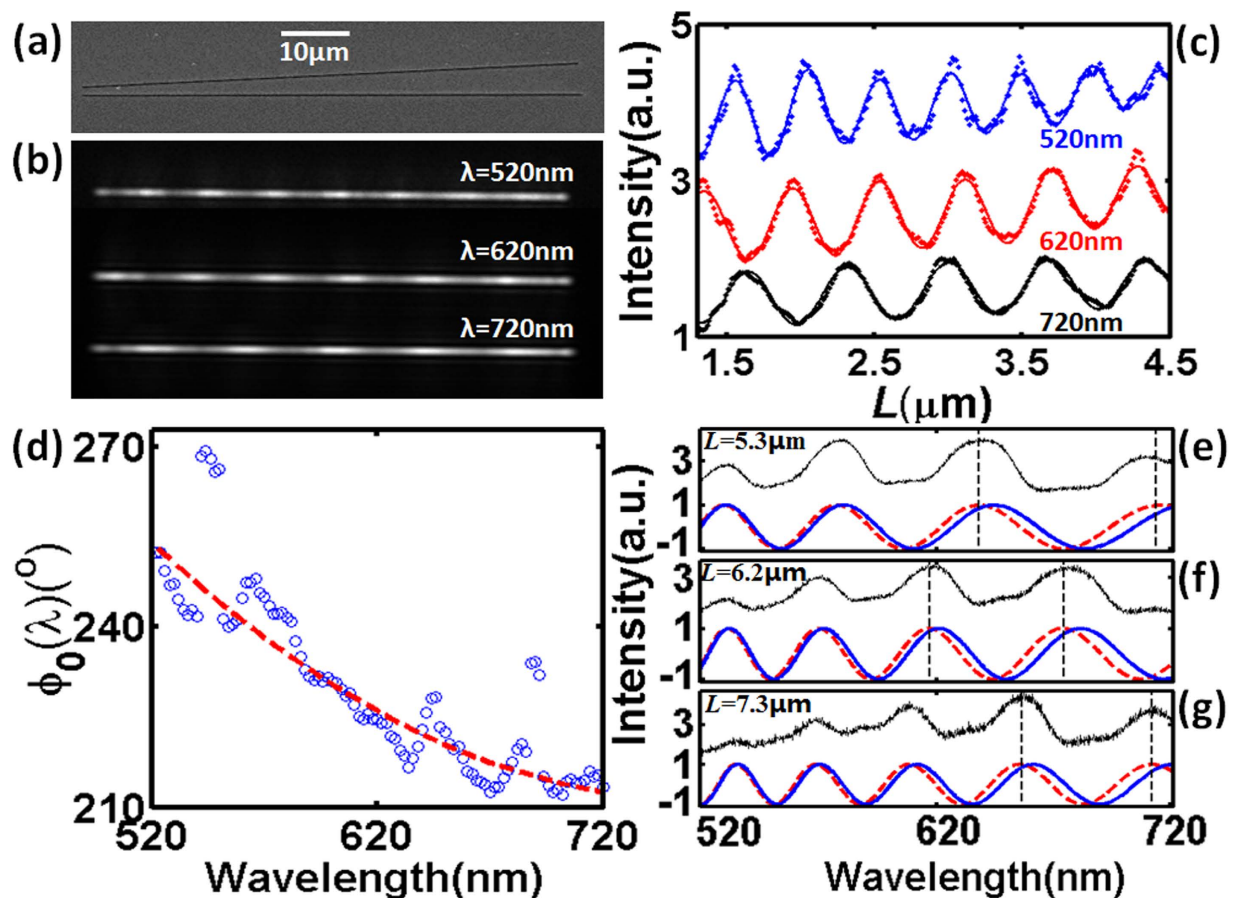 (a)
10μm
(b)
λ=520nm
λ=620nm
λ=720nm
(c)
Intensity(a.u.)
5
3
1
520nm
620nm
720nm
1.5 2.5 3.5 4.5
L(μm)
(d)
ϕ0(λ)(o)
270
240
210
520 620 720
Wavelength(nm)
Intensity(a.u.)
(e)
L=5.3μm
3
1
-1
(f)
L=6.2μm
3
1
-1
(g)
L=7.3μm
3
1
-1
520 620 720
Wavelength(nm)